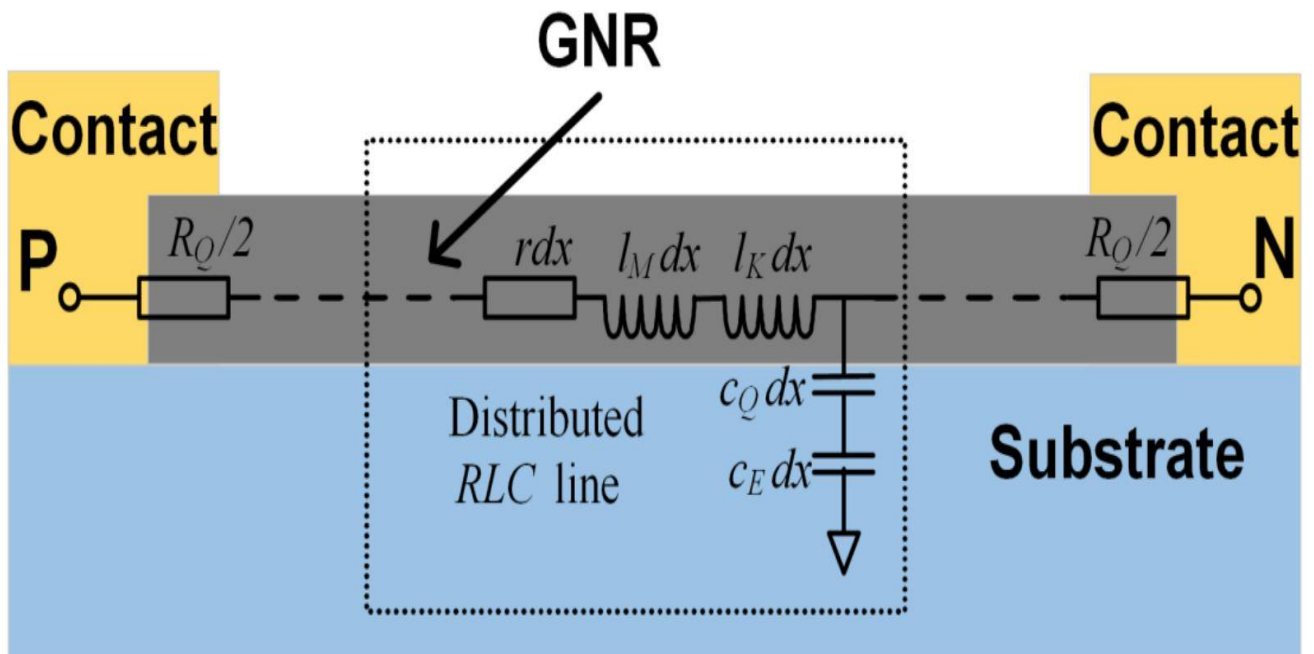 GNR
Contact
Contact
P
R_Q/2
rdx
l_M dx
l_K dx
R_Q/2
N
c_Q dx
c_E dx
Distributed
RLC line
Substrate